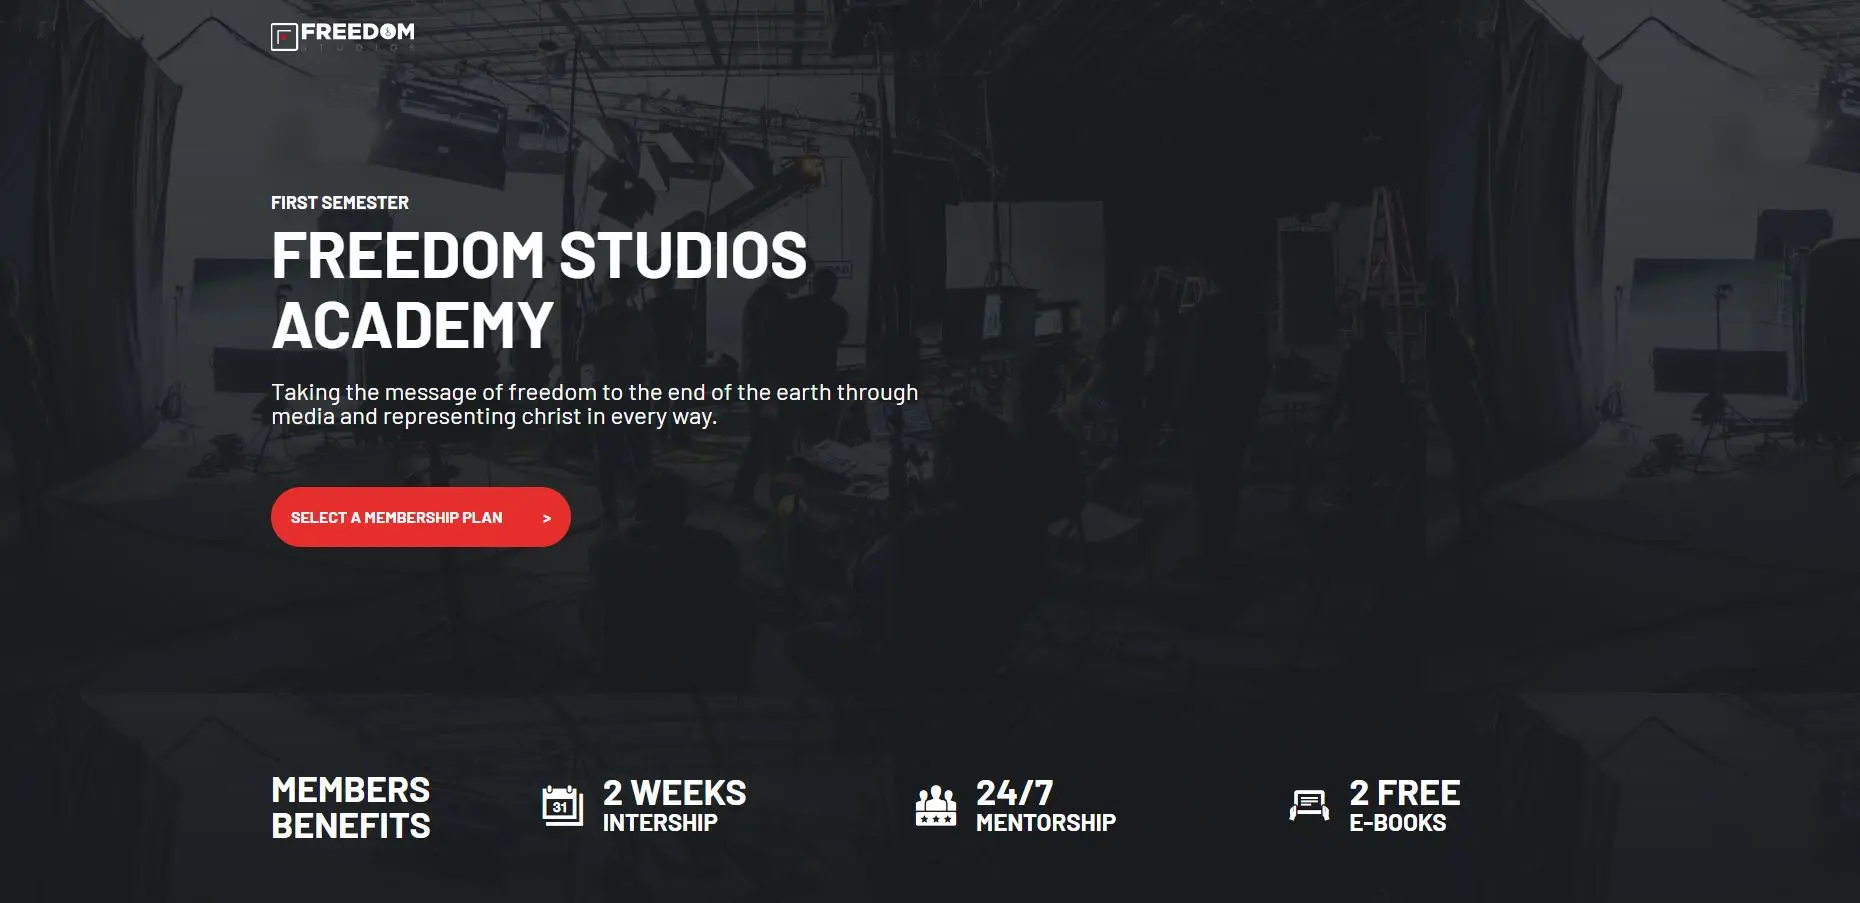 FREEDOM
STUDIOS
FIRST SEMESTER
FREEDOM STUDIOS
ACADEMY
Taking the message of freedom to the end of the earth through
media and representing christ in every way.
SELECT A MEMBERSHIP PLAN >
MEMBERS
BENEFITS
31
2 WEEKS
INTERSHIP
24/7
MENTORSHIP
2 FREE
E-BOOKS